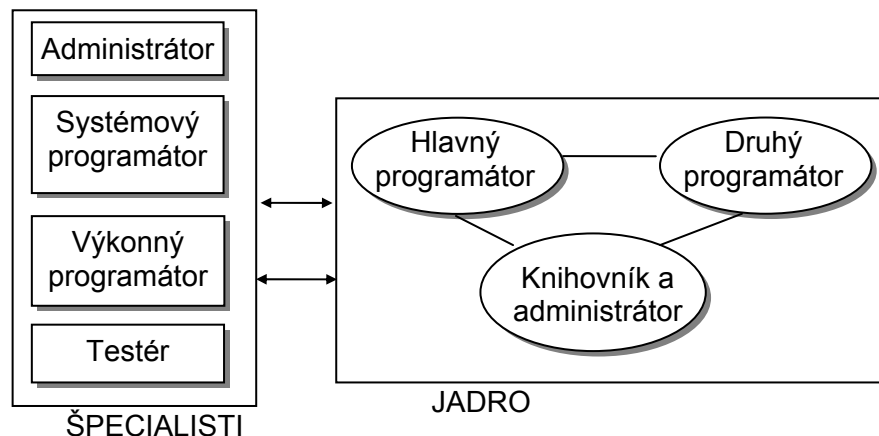 Administrátor
Systémový
programátor
Výkonný
programátor
Testér
ŠPECIALISTI
Hlavný
programátor
Druhý
programátor
Knihovník a
administrátor
JADRO